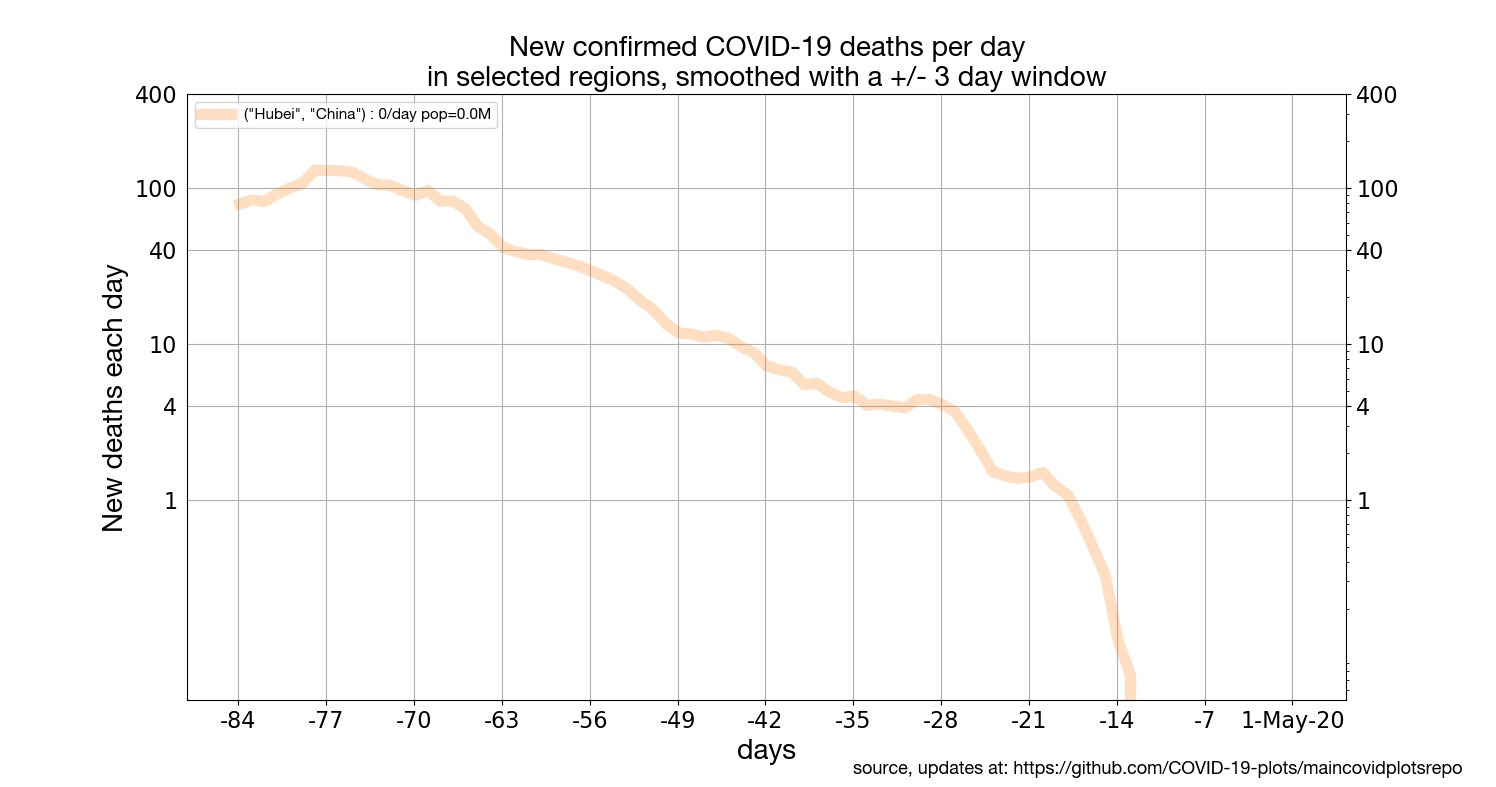 New confirmed COVID-19 deaths per day
in selected regions, smoothed with a +/- 3 day window
("Hubei", "China") : 0/day pop=0.0M
New deaths each day
400
100
40
10
4
1
400
100
40
10
4
1
-84 -77 -70 -63 -56 -49 -42 -35 -28 -21 -14 -7 1-May-20
days
source, updates at: https://github.com/COVID-19-plots/maincovidplotsrepo